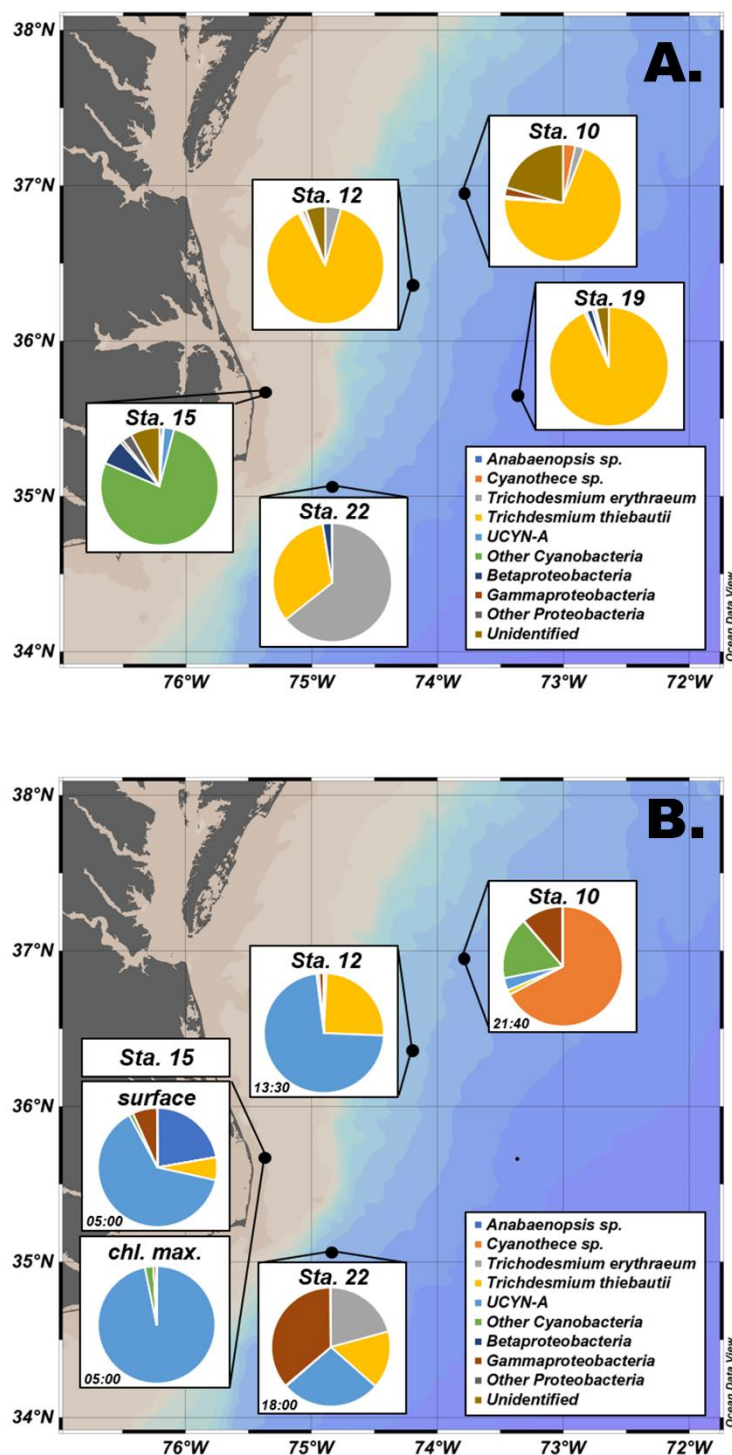 A.
38°N
Sta. 10
37°N
Sta. 12
Sta. 19
36°N
Sta. 15
Anabaenopsis sp.
Cyanothece sp.
35°N
Trichodesmium erythraeum
Sta. 22
Trichdesmium thiebautii
UCYN-A
Other Cyanobacteria
Betaproteobacteria
Gammaproteobacteria
Other Proteobacteria
Unidentified
34°N
Ocean Data View
76°W 75°W 74°W 73°W 72°W
38°N
B.
Sta. 10
37°N
Sta. 12
21:40
Sta. 15
13:30
36°N
surface
05:00
Anabaenopsis sp.
Cyanothece sp.
35°N
chl. max.
Trichodesmium erythraeum
Sta. 22
Trichdesmium thiebautii
UCYN-A
Other Cyanobacteria
Betaproteobacteria
Gammaproteobacteria
Other Proteobacteria
05:00
18:00
Unidentified
34°N
Ocean Data View
76°W 75°W 74°W 73°W 72°W